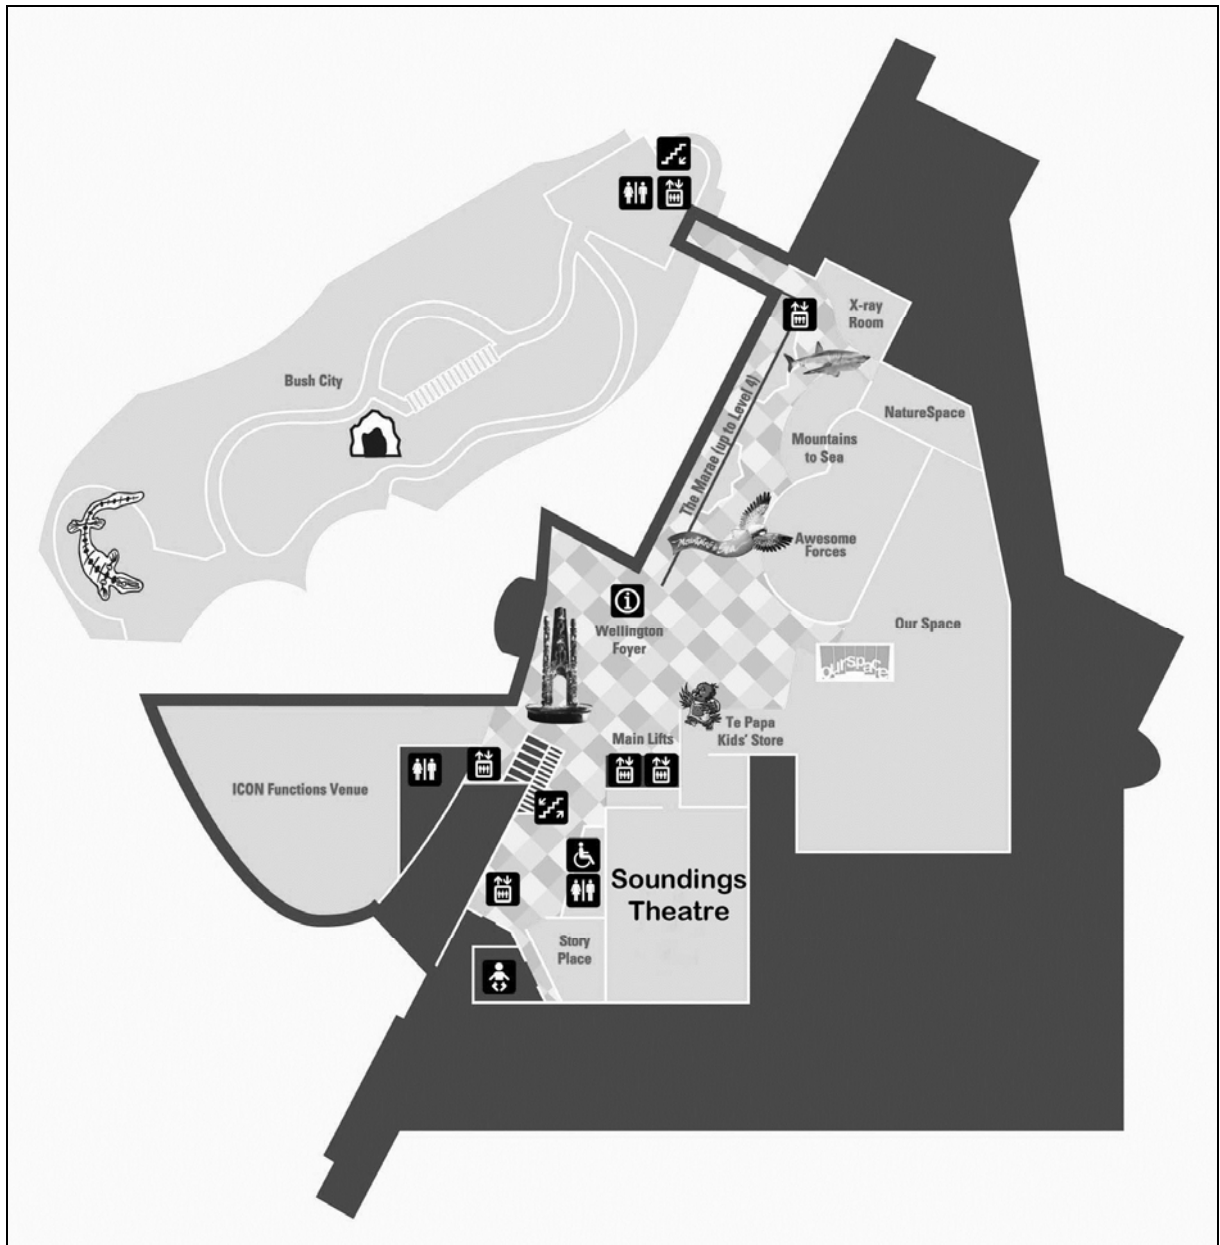 X-ray
Room
Bush City
NatureSpace
The Marae (up to Level 4)
Mountains
to Sea
Awesome
Forces
Our Space
ourspace
Wellington
Foyer
Te Papa
Kids' Store
Main Lifts
ICON Functions Venue
Soundings
Theatre
Story
Place